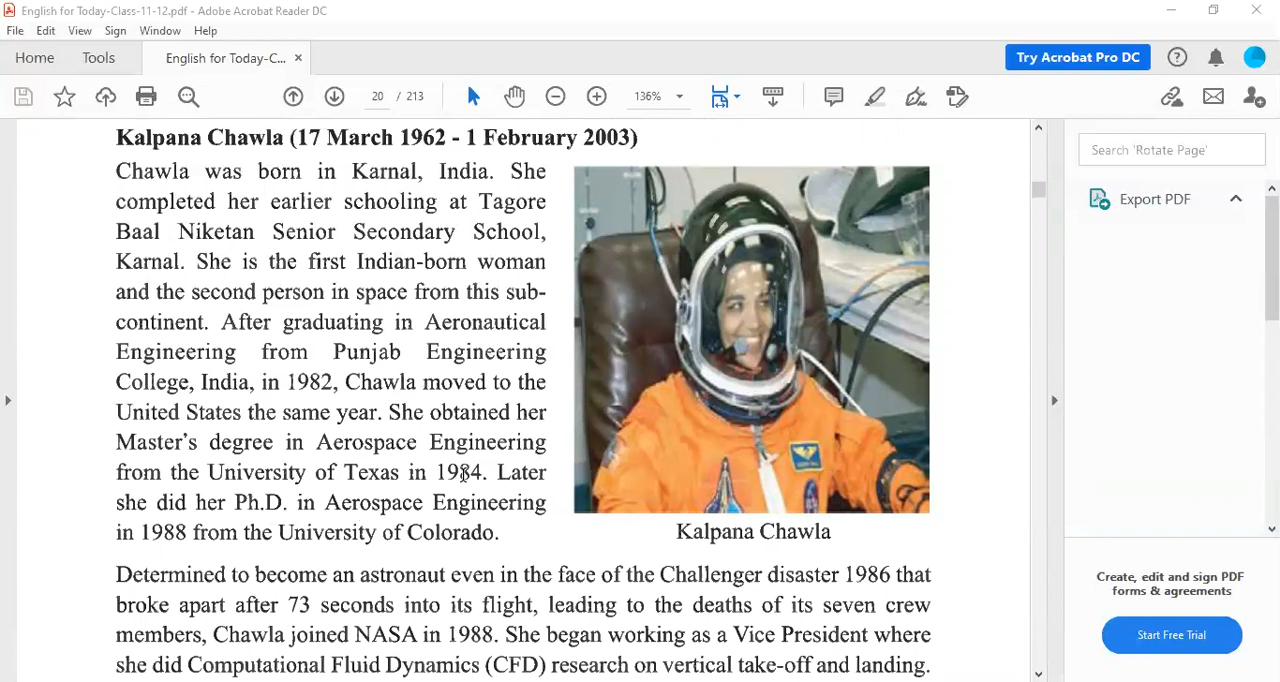 English for Today-Class-11-12.pdf - Adobe Acrobat Reader DC
File Edit View Sign Window Help
Home Tools English for Today-C... × Try Acrobat Pro DC
20 / 213 136%
Search 'Rotate Page'
Export PDF
Kalpana Chawla (17 March 1962 - 1 February 2003)
Chawla was born in Karnal, India. She
completed her earlier schooling at Tagore
Baal Niketan Senior Secondary School,
Karnal. She is the first Indian-born woman
and the second person in space from this sub-
continent. After graduating in Aeronautical
Engineering from Punjab Engineering
College, India, in 1982, Chawla moved to the
United States the same year. She obtained her
Master's degree in Aerospace Engineering
from the University of Texas in 1984. Later
she did her Ph.D. in Aerospace Engineering
in 1988 from the University of Colorado.
Kalpana Chawla
Determined to become an astronaut even in the face of the Challenger disaster 1986 that
broke apart after 73 seconds into its flight, leading to the deaths of its seven crew
members, Chawla joined NASA in 1988. She began working as a Vice President where
she did Computational Fluid Dynamics (CFD) research on vertical take-off and landing.
Create, edit and sign PDF
forms & agreements
Start Free Trial